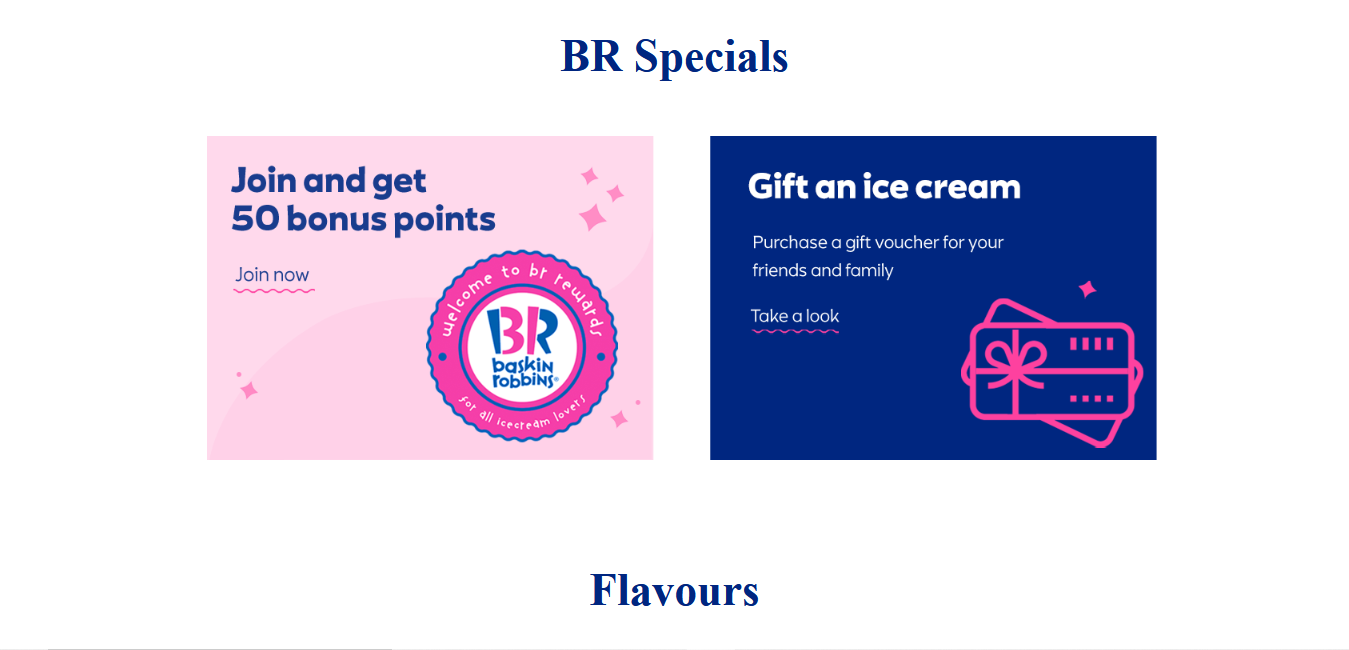 BR Specials
Join and get
50 bonus points
Join now
welcome to br rewards
BR
baskin
robbins®
for all icecream lovers
Gift an ice cream
Purchase a gift voucher for your
friends and family
Take a look
Flavours